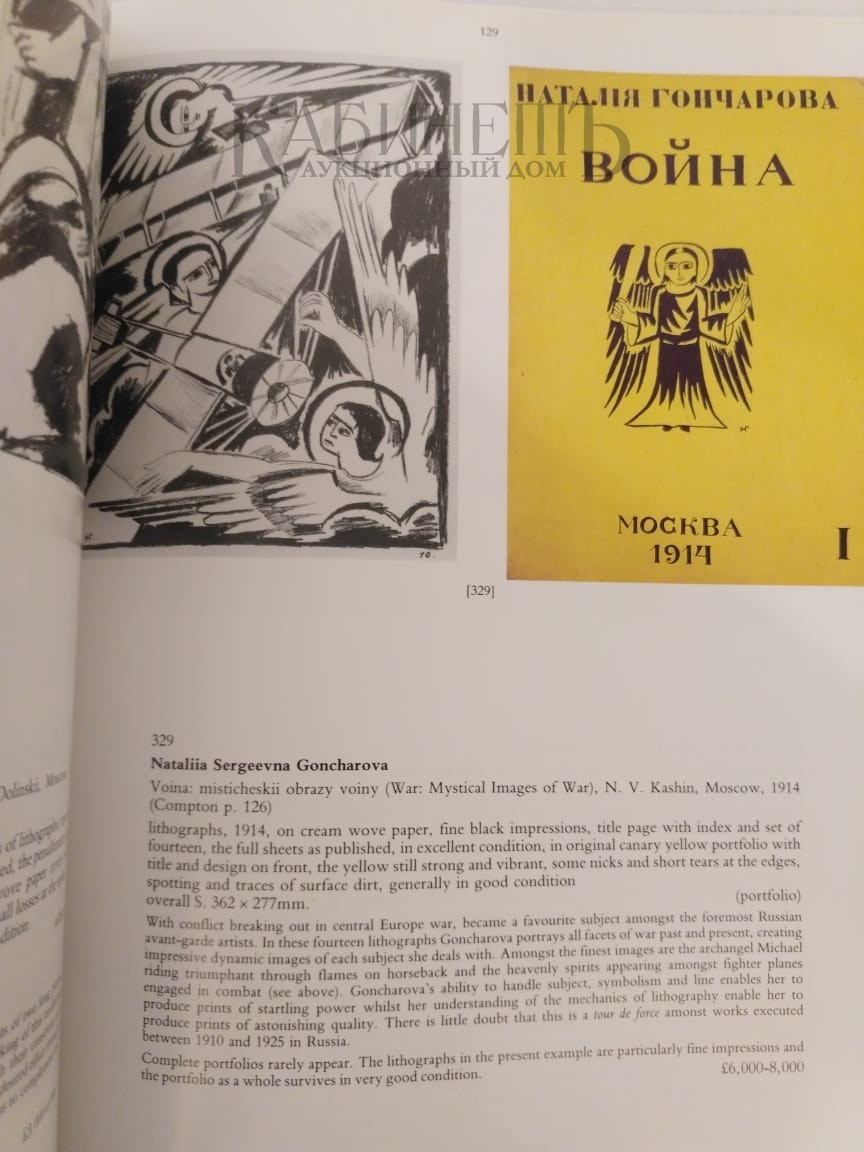 129
КАБИНЕТЪ
АУКЦИОННЫЙ ДОМ
НАТАЛІЯ ГОНЧАРОВА
ВОЙНА
НГ
МОСКВА
1914
I
НГ.
10.
[329]
329
Nataliia Sergeevna Goncharova
Voina: misticheskii obrazy voiny (War: Mystical Images of War), N. V. Kashin, Moscow, 1914
(Compton p. 126)
lithographs, 1914, on cream wove paper, fine black impressions, title page with index and set of
fourteen, the full sheets as published, in excellent condition, in original canary yellow portfolio with
title and design on front, the yellow still strong and vibrant, some nicks and short tears at the edges,
spotting and traces of surface dirt, generally in good condition
overall S. 362 × 277mm. (portfolio)
With conflict breaking out in central Europe war, became a favourite subject amongst the foremost Russian
avant-garde artists. In these fourteen lithographs Goncharova portrays all facets of war past and present, creating
impressive dynamic images of each subject she deals with. Amongst the finest images are the archangel Michael
riding triumphant through flames on horseback and the heavenly spirits appearing amongst fighter planes
engaged in combat (see above). Goncharova's ability to handle subject, symbolism and line enables her to
produce prints of startling power whilst her understanding of the mechanics of lithography enable her to
produce prints of astonishing quality. There is little doubt that this is a tour de force amonst works executed
between 1910 and 1925 in Russia.
Complete portfolios rarely appear. The lithographs in the present example are particularly fine impressions and
the portfolio as a whole survives in very good condition. £6,000–8,000
Dolinskii, Moscow
of lithographs